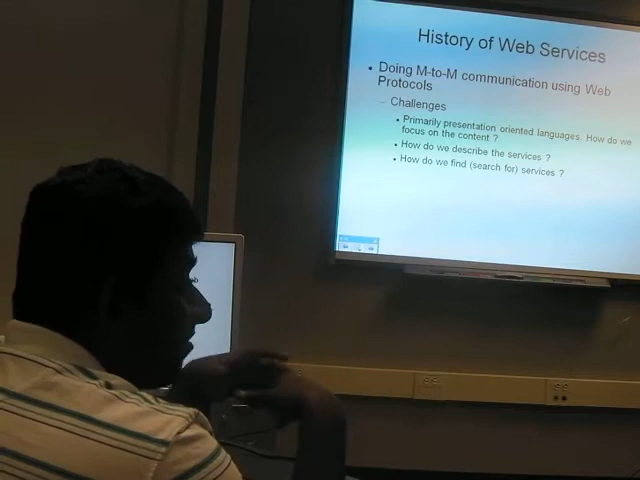 History of Web Services
• Doing M-to-M communication using Web
Protocols
– Challenges
• Primarily presentation oriented languages. How do we
focus on the content ?
• How do we describe the services ?
• How do we find (search for) services ?